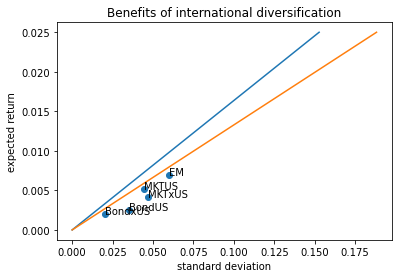 Benefits of international diversification
expected return
0.025
0.020
0.015
0.010
0.005
0.000
EM
MKTUS
MKTxUS
BondUS
BondxUS
0.000 0.025 0.050 0.075 0.100 0.125 0.150 0.175
standard deviation